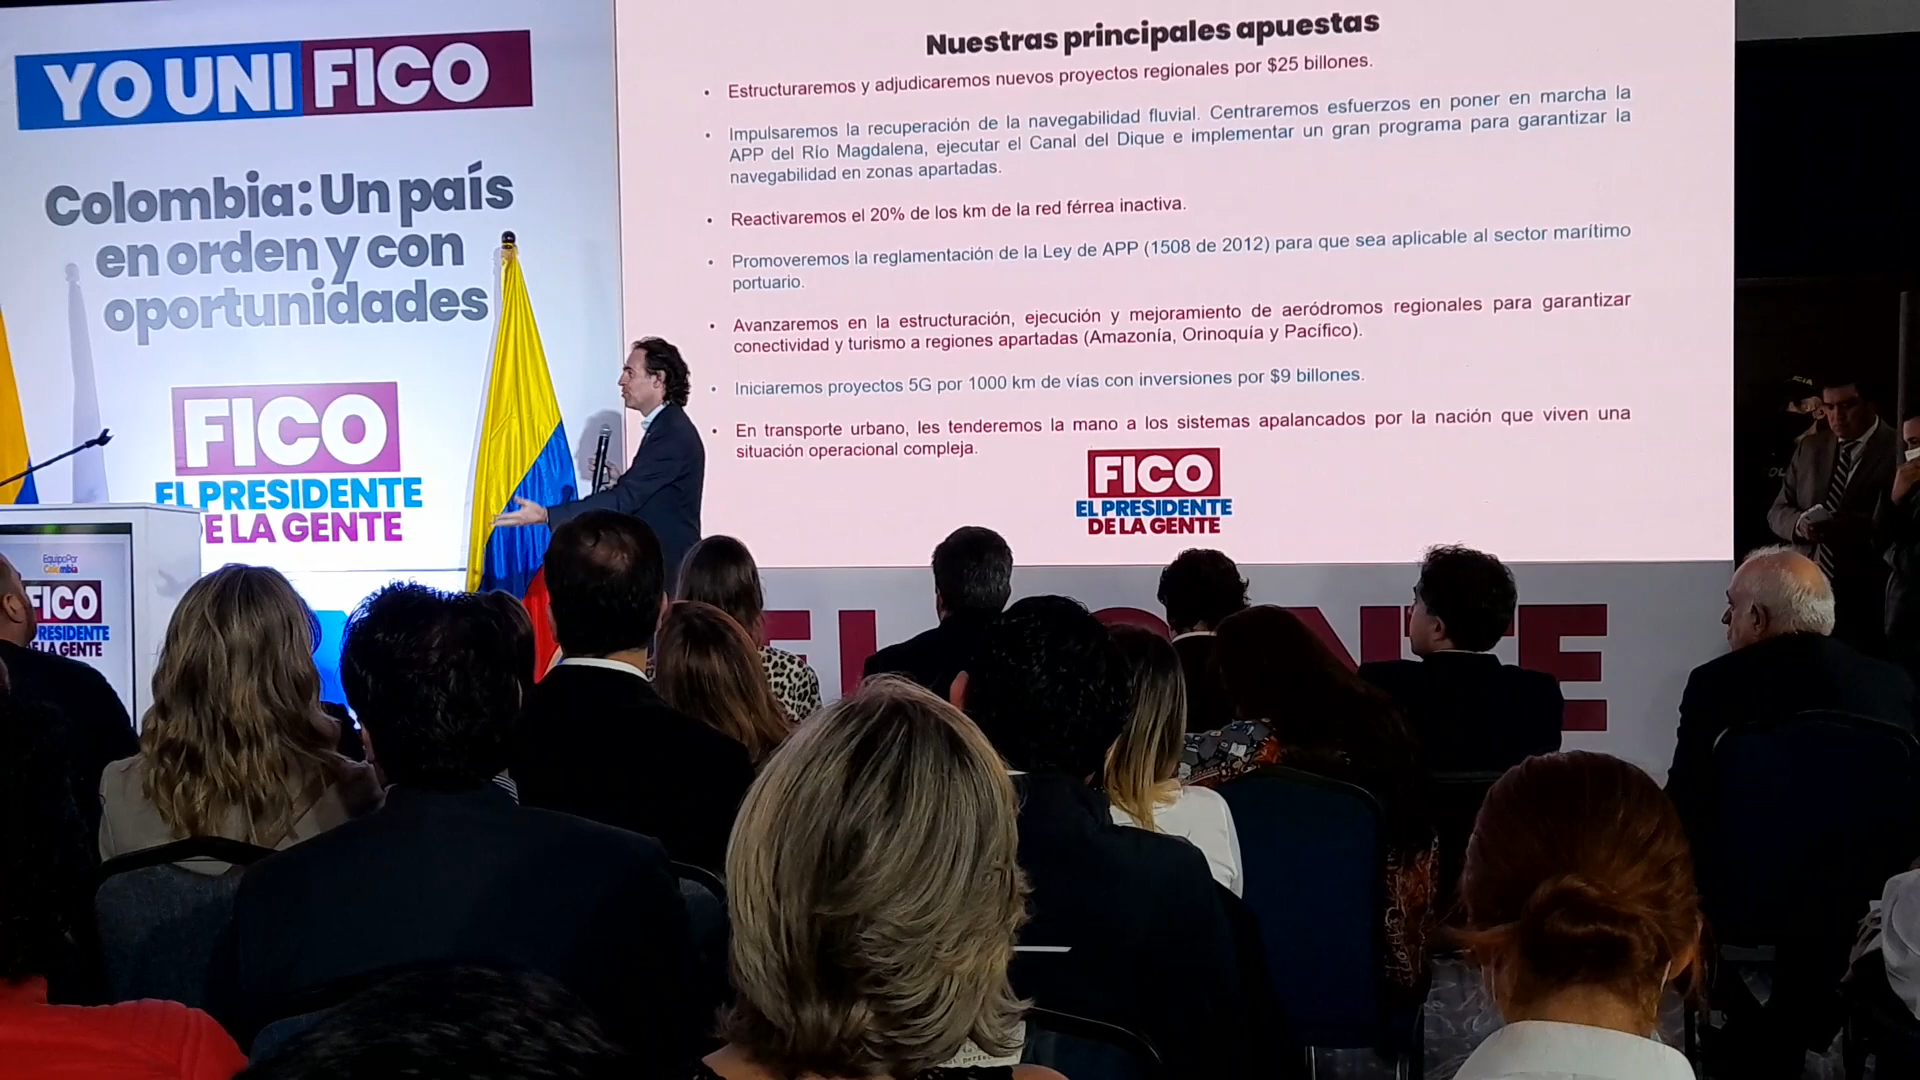 YO UNI FICO
Colombia: Un país
en orden y con
oportunidades
FICO
EL PRESIDENTE
DE LA GENTE
EquipoPor
Colombia
FICO
PRESIDENTE
LA GENTE
Nuestras principales apuestas
• Estructuraremos y adjudicaremos nuevos proyectos regionales por $25 billones.
• Impulsaremos la recuperación de la navegabilidad fluvial. Centraremos esfuerzos en poner en marcha la
APP del Río Magdalena, ejecutar el Canal del Dique e implementar un gran programa para garantizar la
navegabilidad en zonas apartadas.
• Reactivaremos el 20% de los km de la red férrea inactiva.
• Promoveremos la reglamentación de la Ley de APP (1508 de 2012) para que sea aplicable al sector marítimo
portuario.
• Avanzaremos en la estructuración, ejecución y mejoramiento de aeródromos regionales para garantizar
conectividad y turismo a regiones apartadas (Amazonía, Orinoquía y Pacífico).
• Iniciaremos proyectos 5G por 1000 km de vías con inversiones por $9 billones.
• En transporte urbano, les tenderemos la mano a los sistemas apalancados por la nación que viven una
situación operacional compleja.
FICO
EL PRESIDENTE
DE LA GENTE